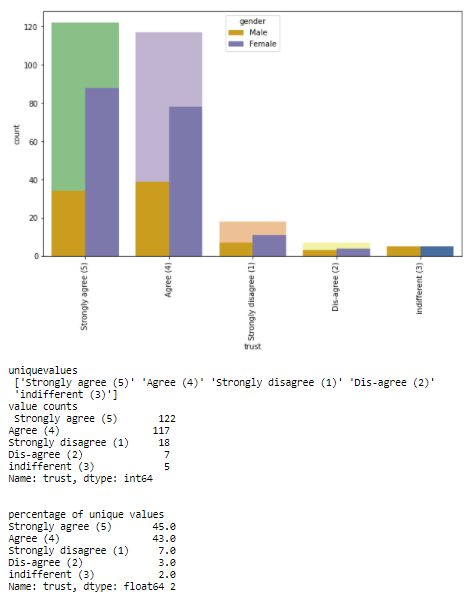 gender
Male
Female
120
100
80
60
40
20
0
count
Strongly agree (5)
Agree (4)
Strongly disagree (1)
Dis-agree (2)
indifferent (3)
trust
uniquevalues
['Strongly agree (5)' 'Agree (4)' 'Strongly disagree (1)' 'Dis-agree (2)'
'indifferent (3)']
value counts
Strongly agree (5) 122
Agree (4) 117
Strongly disagree (1) 18
Dis-agree (2) 7
indifferent (3) 5
Name: trust, dtype: int64
percentage of unique values
Strongly agree (5) 45.0
Agree (4) 43.0
Strongly disagree (1) 7.0
Dis-agree (2) 3.0
indifferent (3) 2.0
Name: trust, dtype: float64 2